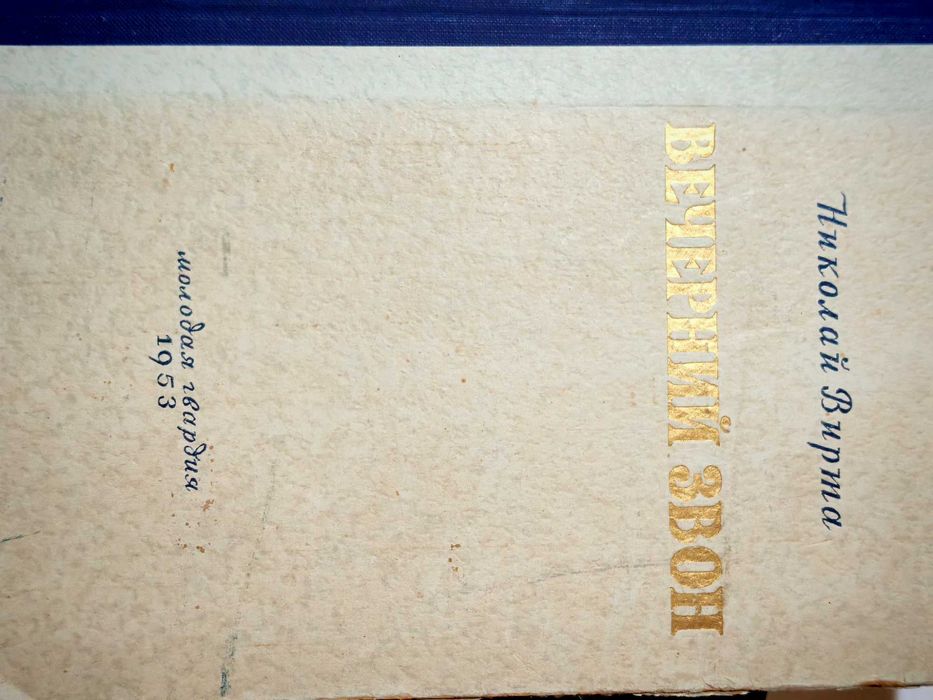 Николай Вирта
ВЕЧЕРНИЙ ЗВОН
молодая гвардия
1953